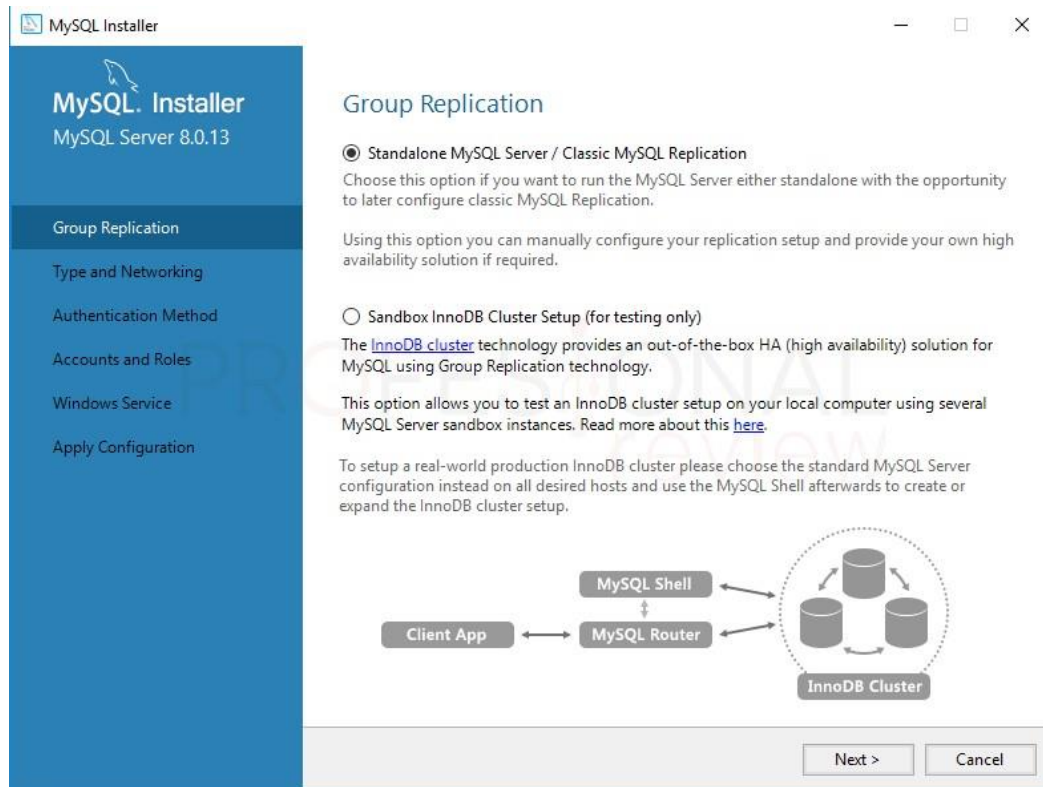 MySQL Installer
MySQL. Installer
MySQL Server 8.0.13
Group Replication
Type and Networking
Authentication Method
Accounts and Roles
Windows Service
Apply Configuration
Group Replication
Standalone MySQL Server / Classic MySQL Replication
Choose this option if you want to run the MySQL Server either standalone with the opportunity
to later configure classic MySQL Replication.
Using this option you can manually configure your replication setup and provide your own high
availability solution if required.
Sandbox InnoDB Cluster Setup (for testing only)
The InnoDB cluster technology provides an out-of-the-box HA (high availability) solution for
MySQL using Group Replication technology.
This option allows you to test an InnoDB cluster setup on your local computer using several
MySQL Server sandbox instances. Read more about this here.
To setup a real-world production InnoDB cluster please choose the standard MySQL Server
configuration instead on all desired hosts and use the MySQL Shell afterwards to create or
expand the InnoDB cluster setup.
MySQL Shell
Client App
MySQL Router
InnoDB Cluster
Next >
Cancel
PROFESSIONAL
review